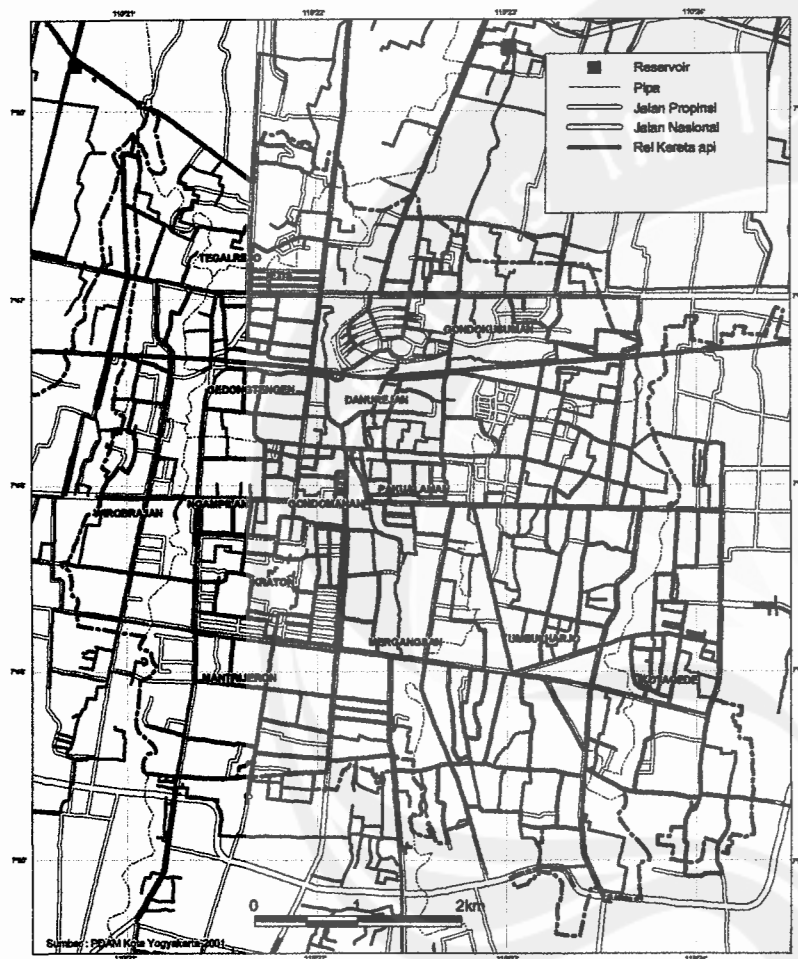 Reservoir
Pipa
Jalan Propinsi
Jalan Nasional
Rel Kereta api
TEGALREJO
GONDOKUSUMAN
GEDONGTENGEN
DANUREJAN
PAKUALAMAN
WIROBRAJAN
NGAMPILAN
GONDOMANAN
KRATON
MERGANGSAN
UMBULHARJO
KOTAGEDE
MANTRIJERON
0 1 2km
Sumber : PDAM Kota Yogyakarta 2001